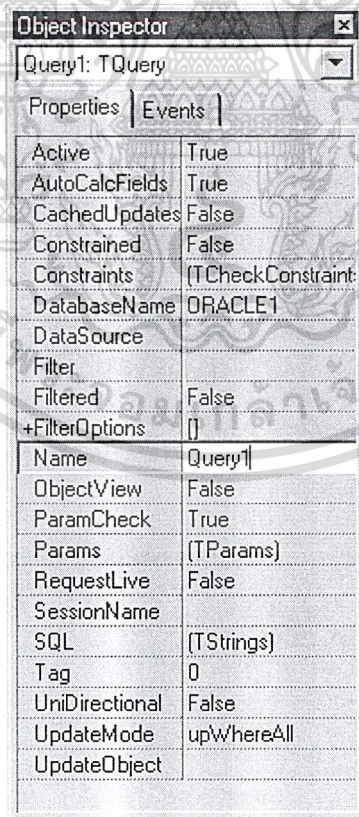 Object Inspector
Query1: TQuery
Properties Events
Active True
AutoCalcFields True
CachedUpdates False
Constrained False
Constraints (TCheckConstraint:
DatabaseName ORACLE1
DataSource
Filter
Filtered False
+FilterOptions []
Name Query1
ObjectView False
ParamCheck True
Params (TParams)
RequestLive False
SessionName
SQL (TStrings)
Tag 0
UniDirectional False
UpdateMode upWhereAll
UpdateObject